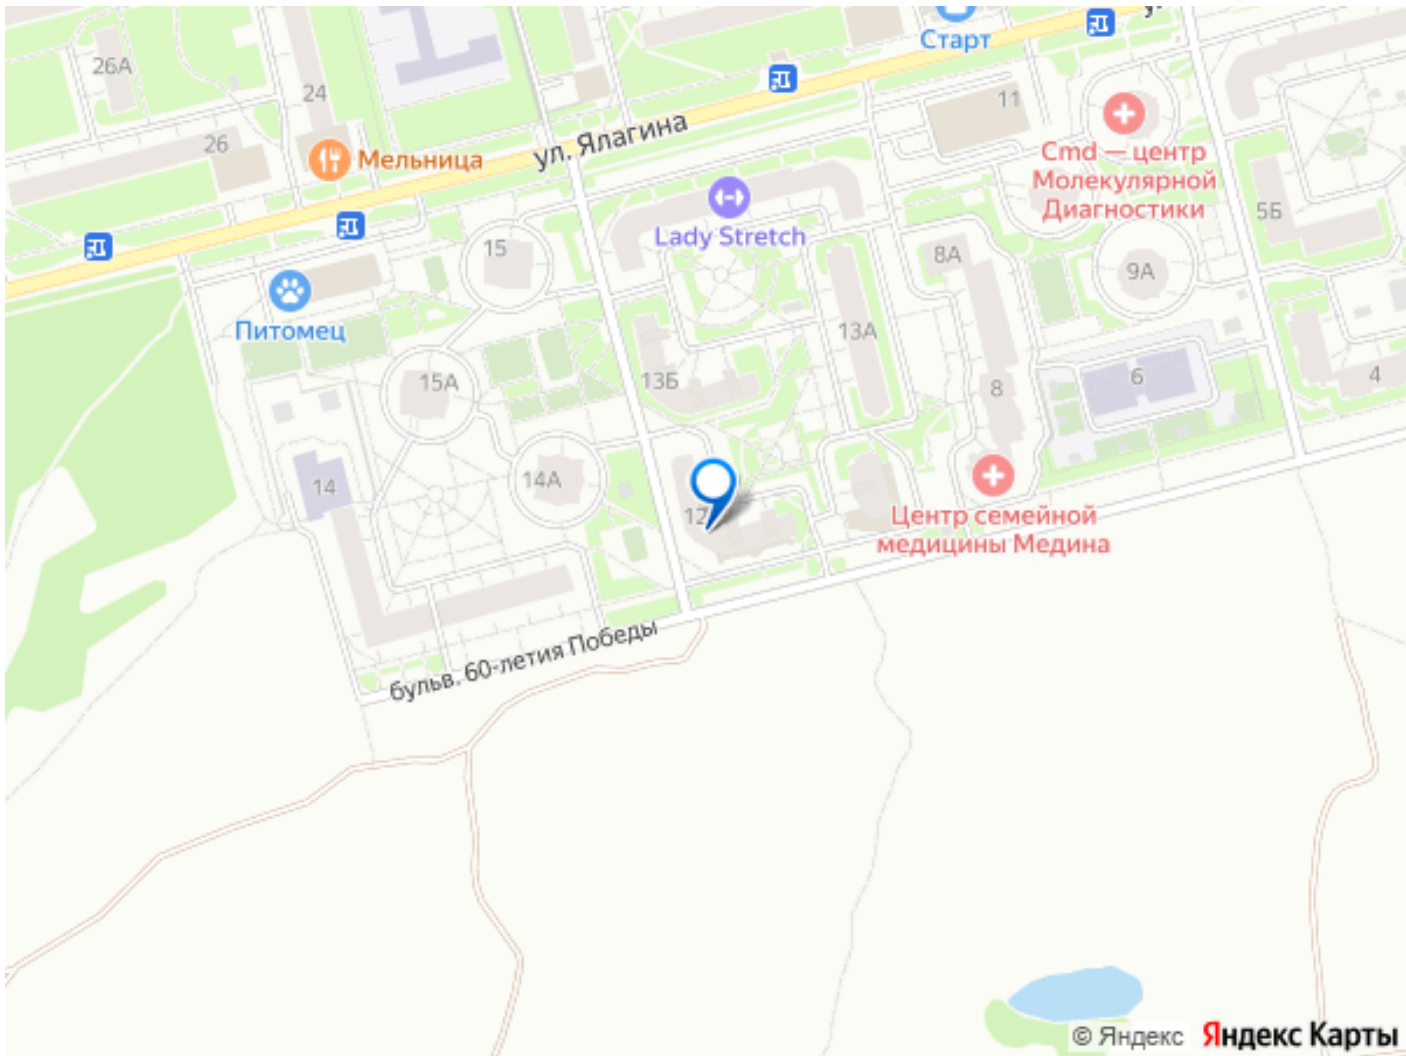 Старт
26А
24
11
26
Мельница
ул. Ялагина
Cmd — центр
Молекулярной
Диагностики
5Б
Lady Stretch
15
8А
9А
Питомец
13А
15А
13Б
8
6
4
14А
14
12
Центр семейной
медицины Медина
бульв. 60-летия Победы
© Яндекс Яндекс Карты